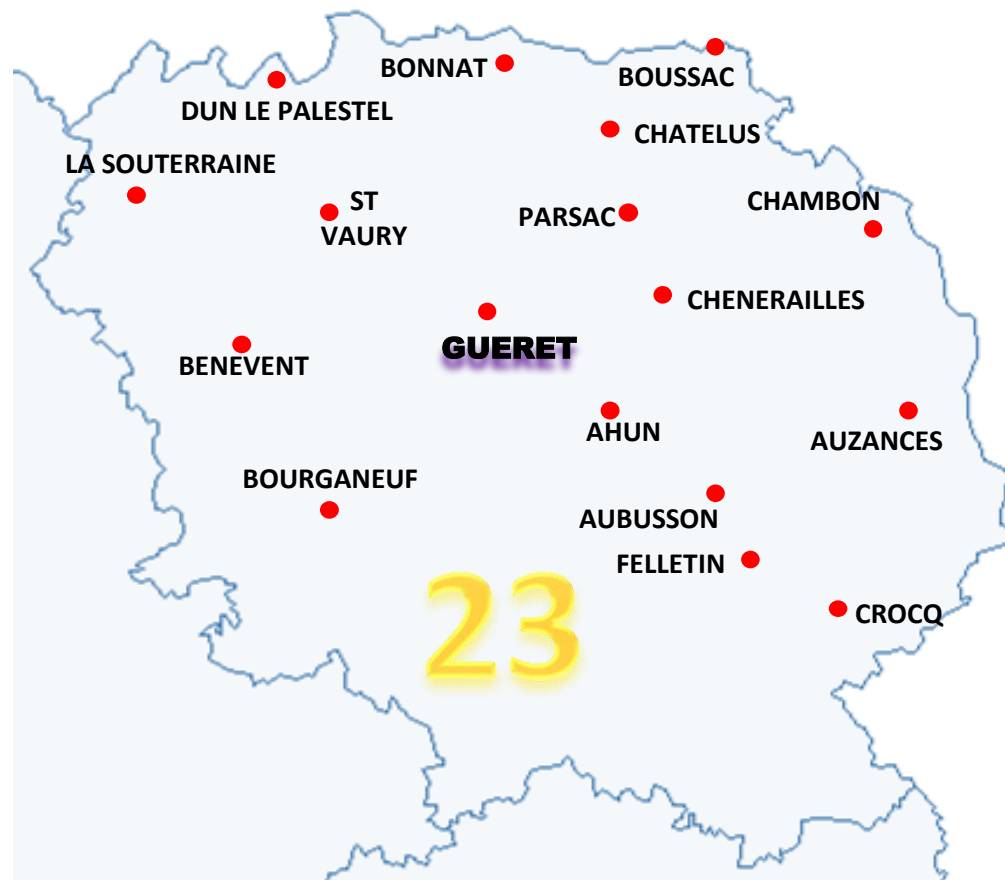 BONNAT
BOUSSAC
DUN LE PALESTEL
CHATELUS
LA SOUTERRAINE
ST
VAURY
PARSAC
CHAMBON
CHENERAILLES
GUERET
BENEVENT
AHUN
AUZANCES
BOURGANEUF
AUBUSSON
FELLETIN
23
CROCQ